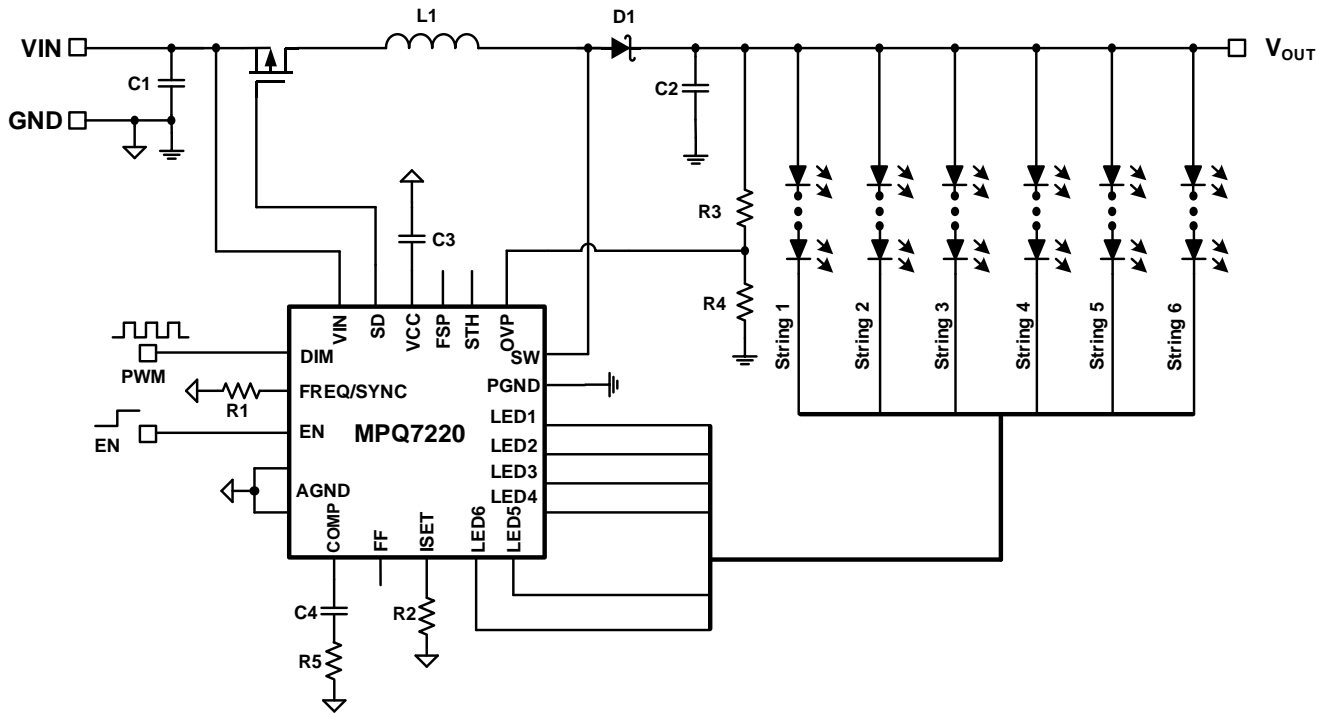 L1
D1
VIN
V_OUT
C1
C2
GND
C3
R3
R4
VIN
SD
VCC
FSP
STH
OVP
String 1
String 2
String 3
String 4
String 5
String 6
PWM
DIM
SW
FREQ/SYNC
PGND
R1
EN
EN
MPQ7220
LED1
LED2
LED3
LED4
AGND
COMP
FF
ISET
LED6
LED5
C4
R2
R5